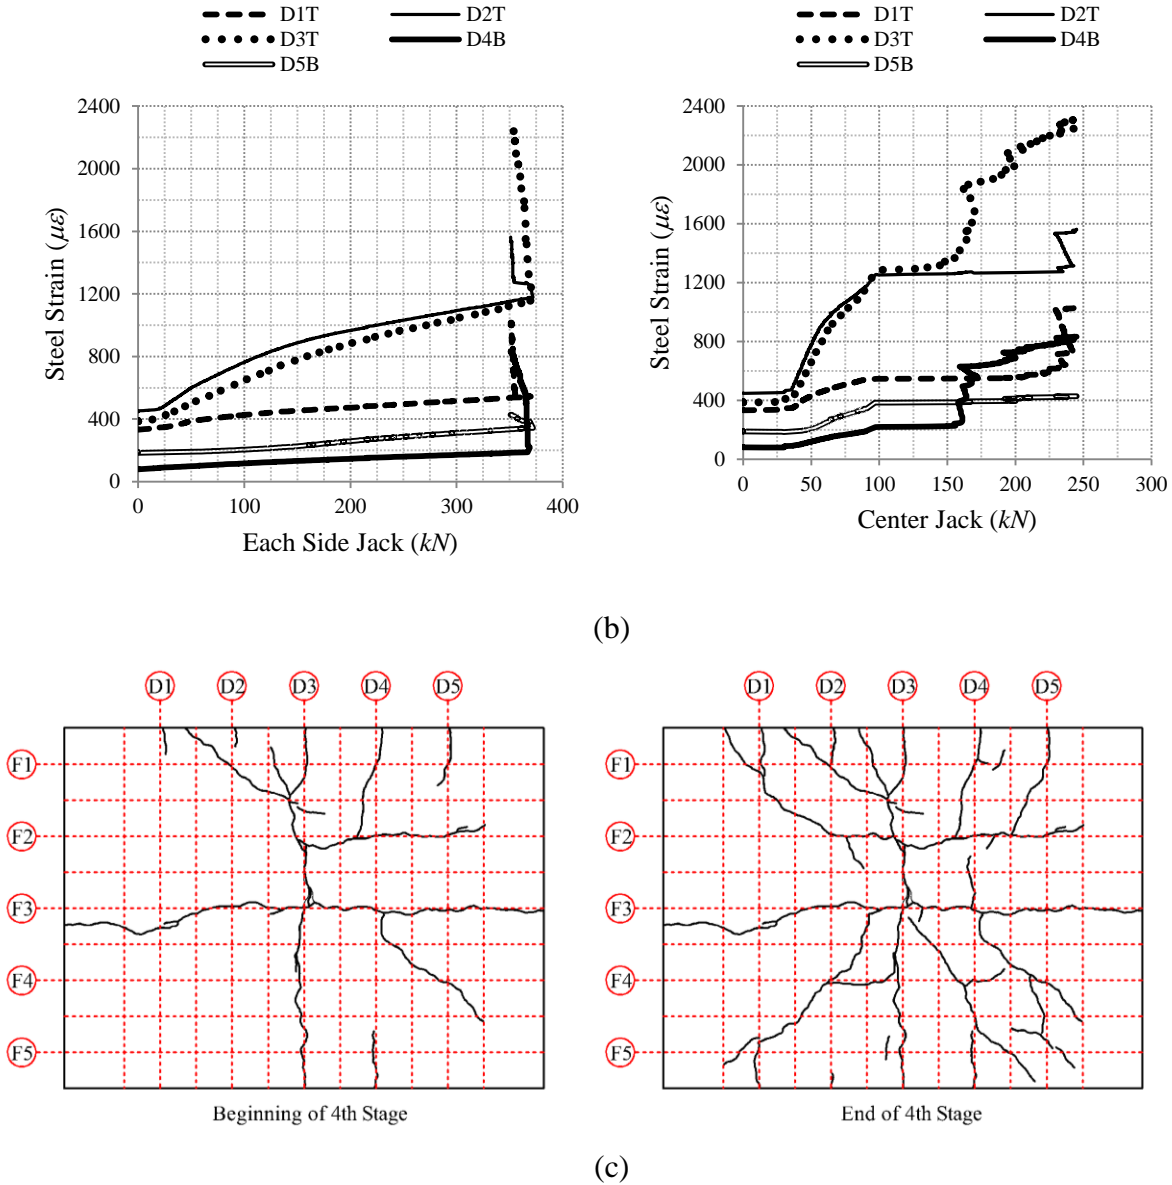 D1T D2T
D3T D4B
D5B
2400
2000
1600
1200
800
400
0
Steel Strain (με)
0 100 200 300 400
Each Side Jack (kN)
D1T D2T
D3T D4B
D5B
2400
2000
1600
1200
800
400
0
Steel Strain (με)
0 50 100 150 200 250 300
Center Jack (kN)
(b)
D1 D2 D3 D4 D5
F1
F2
F3
F4
F5
Beginning of 4th Stage
D1 D2 D3 D4 D5
F1
F2
F3
F4
F5
End of 4th Stage
(c)